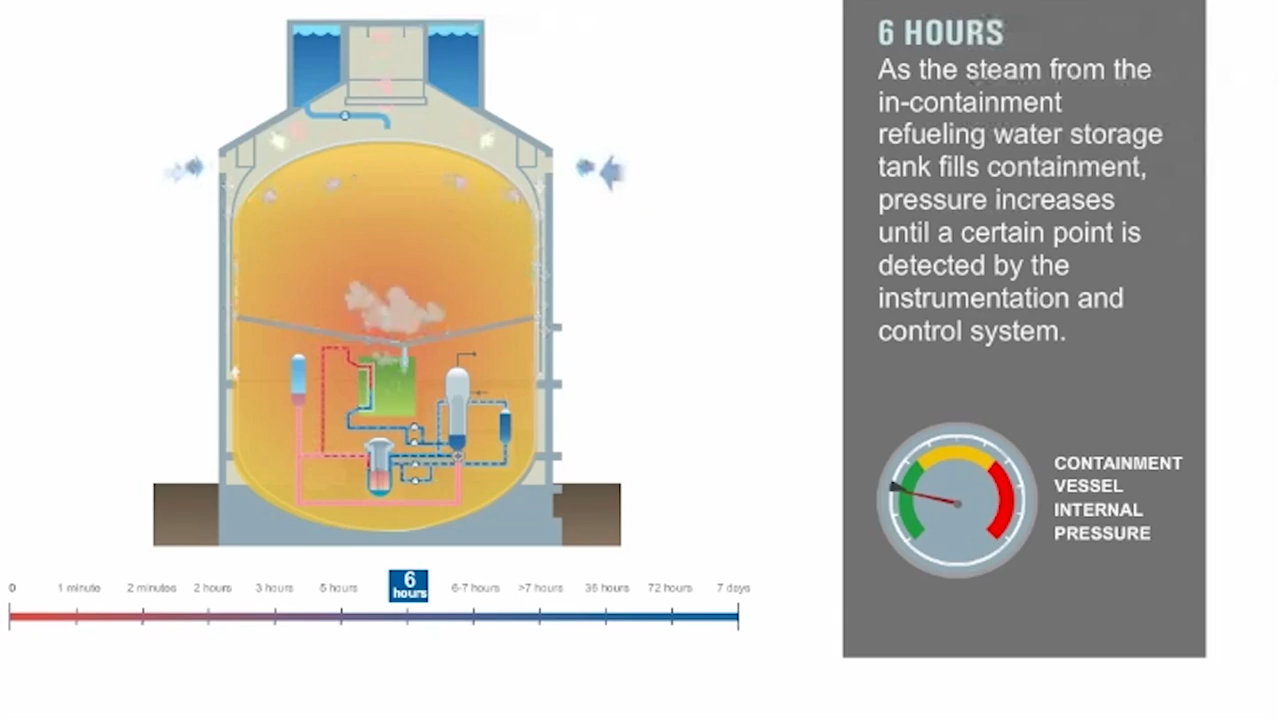 6 HOURS
As the steam from the
in-containment
refueling water storage
tank fills containment,
pressure increases
until a certain point is
detected by the
instrumentation and
control system.
CONTAINMENT
VESSEL
INTERNAL
PRESSURE
0 1 minute 2 minutes 2 hours 3 hours 5 hours 6 hours 6-7 hours >7 hours 36 hours 72 hours 7 days